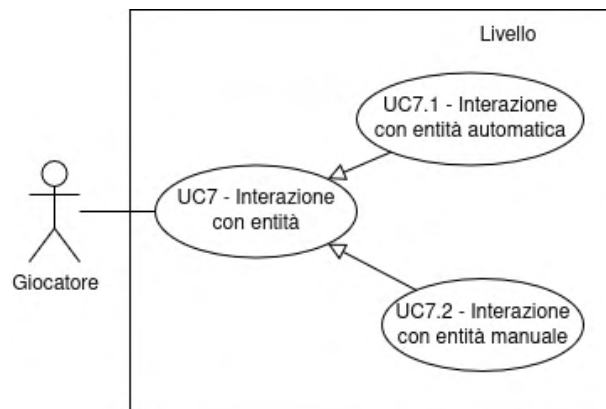 Livello
UC7.1 - Interazione
con entità automatica
UC7 - Interazione
con entità
Giocatore
UC7.2 - Interazione
con entità manuale